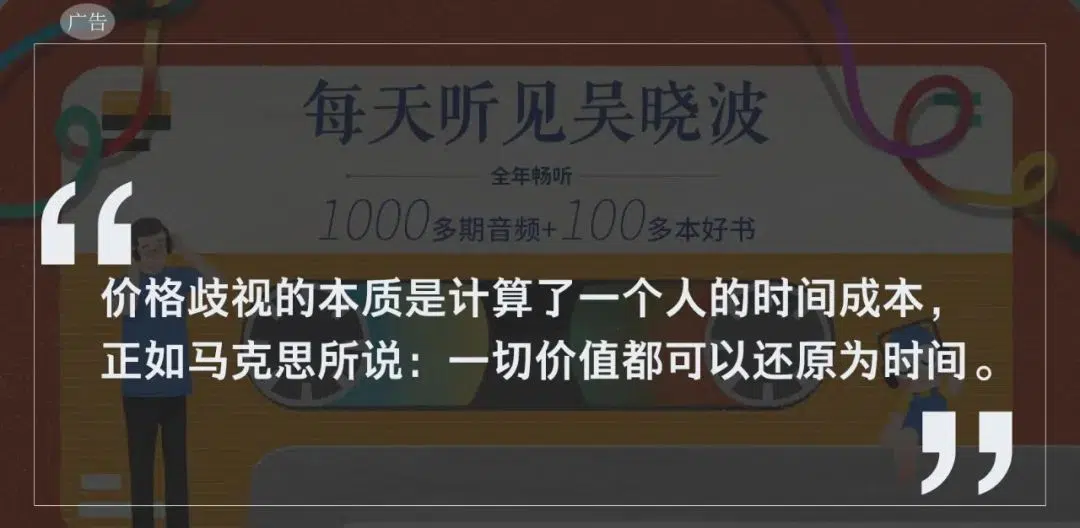 广告
每天听见吴晓波
全年畅听
1000多期音频+100多本好书
价格歧视的本质是计算了一个人的时间成本，
正如马克思所说：一切价值都可以还原为时间。